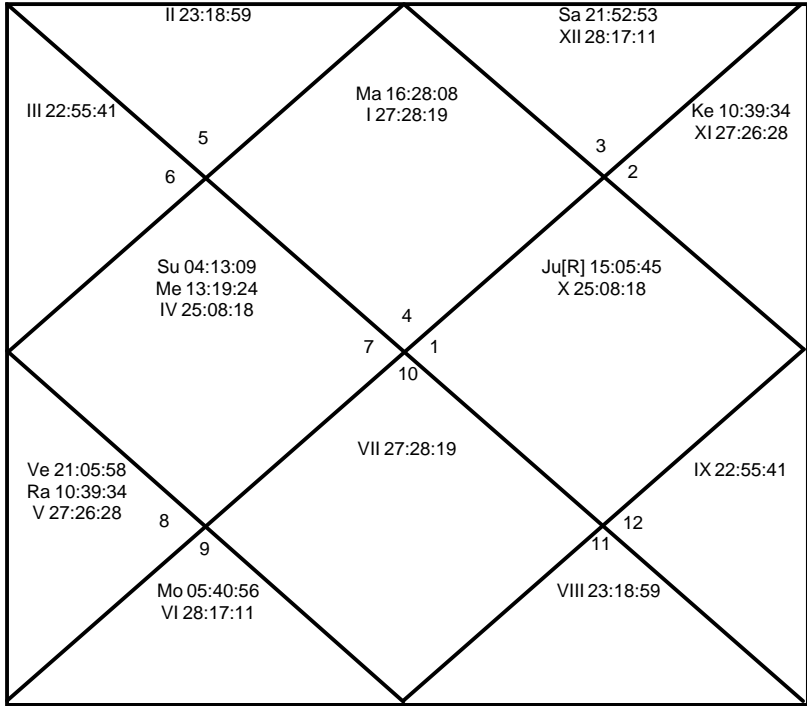 II 23:18:59
Sa 21:52:53
XII 28:17:11
Ma 16:28:08
I 27:28:19
III 22:55:41
Ke 10:39:34
XI 27:26:28
5
3
6
2
Su 04:13:09
Me 13:19:24
IV 25:08:18
Ju[R] 15:05:45
X 25:08:18
4
7
1
10
VII 27:28:19
Ve 21:05:58
Ra 10:39:34
V 27:26:28
IX 22:55:41
8
12
9
11
Mo 05:40:56
VI 28:17:11
VIII 23:18:59